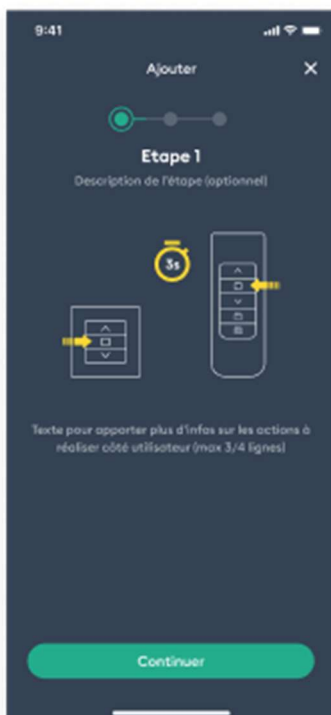 9:41
Ajouter
Etape 1
Description de l'étape (optionnel)
3s
Texte pour apporter plus d'infos sur les actions à
réaliser côté utilisateur (max 3/4 lignes)
Continuer